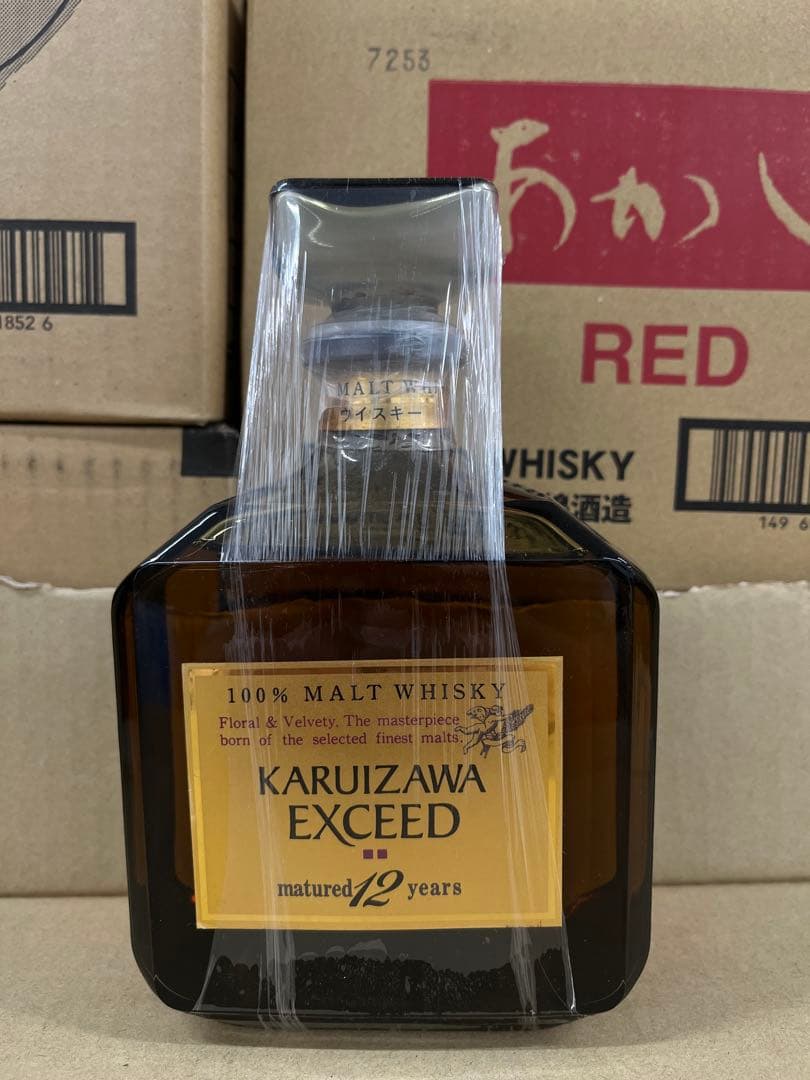 7253
あかし
RED
WHISKY
酒造
1852 6
149 6
MALT WH
ウイスキー
100% MALT WHISKY
Floral & Velvety. The masterpiece
born of the selected finest malts.
KARUIZAWA
EXCEED
matured 12 years